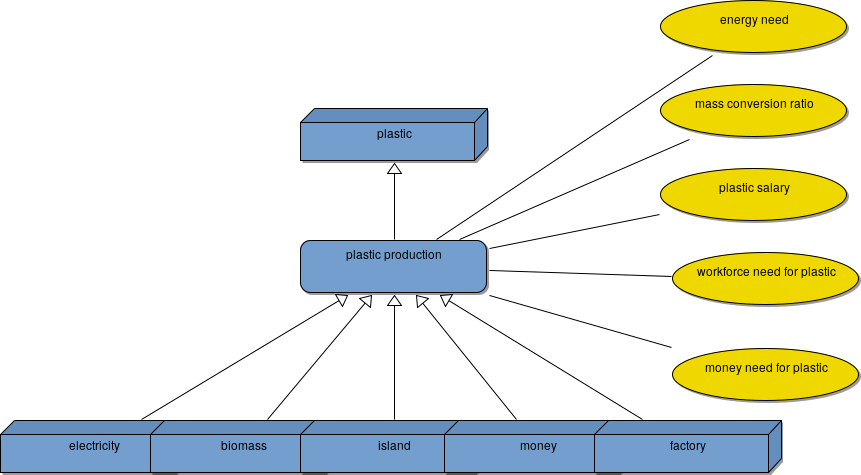 energy need
mass conversion ratio
plastic
plastic salary
plastic production
workforce need for plastic
money need for plastic
electricity
biomass
island
money
factory